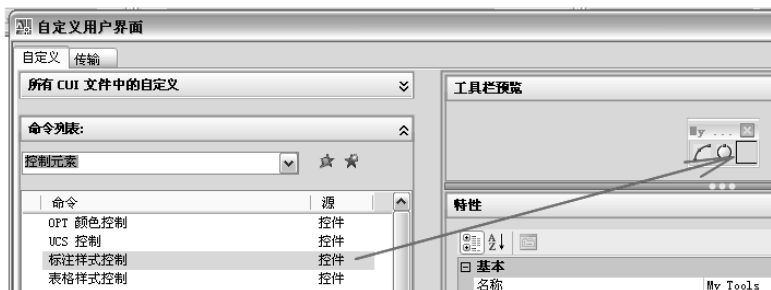 自定义用户界面
自定义 传输
所有 CUI 文件中的自定义
命令列表:
控制元素
命令 源
OPT 颜色控制 控件
UCS 控制 控件
标注样式控制 控件
表格样式控制 控件
工具栏预览
My ...
特性
基本
名称 My Tools